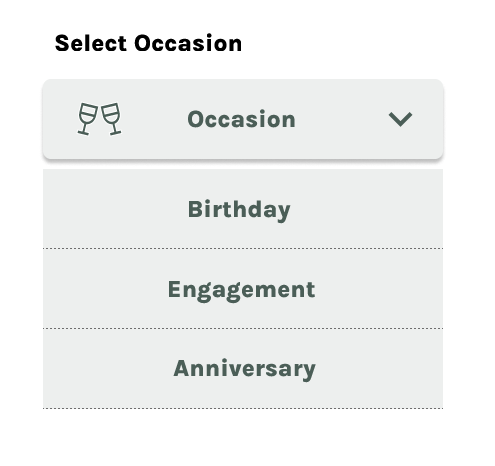 Select Occasion
Occasion
Birthday
Engagement
Anniversary